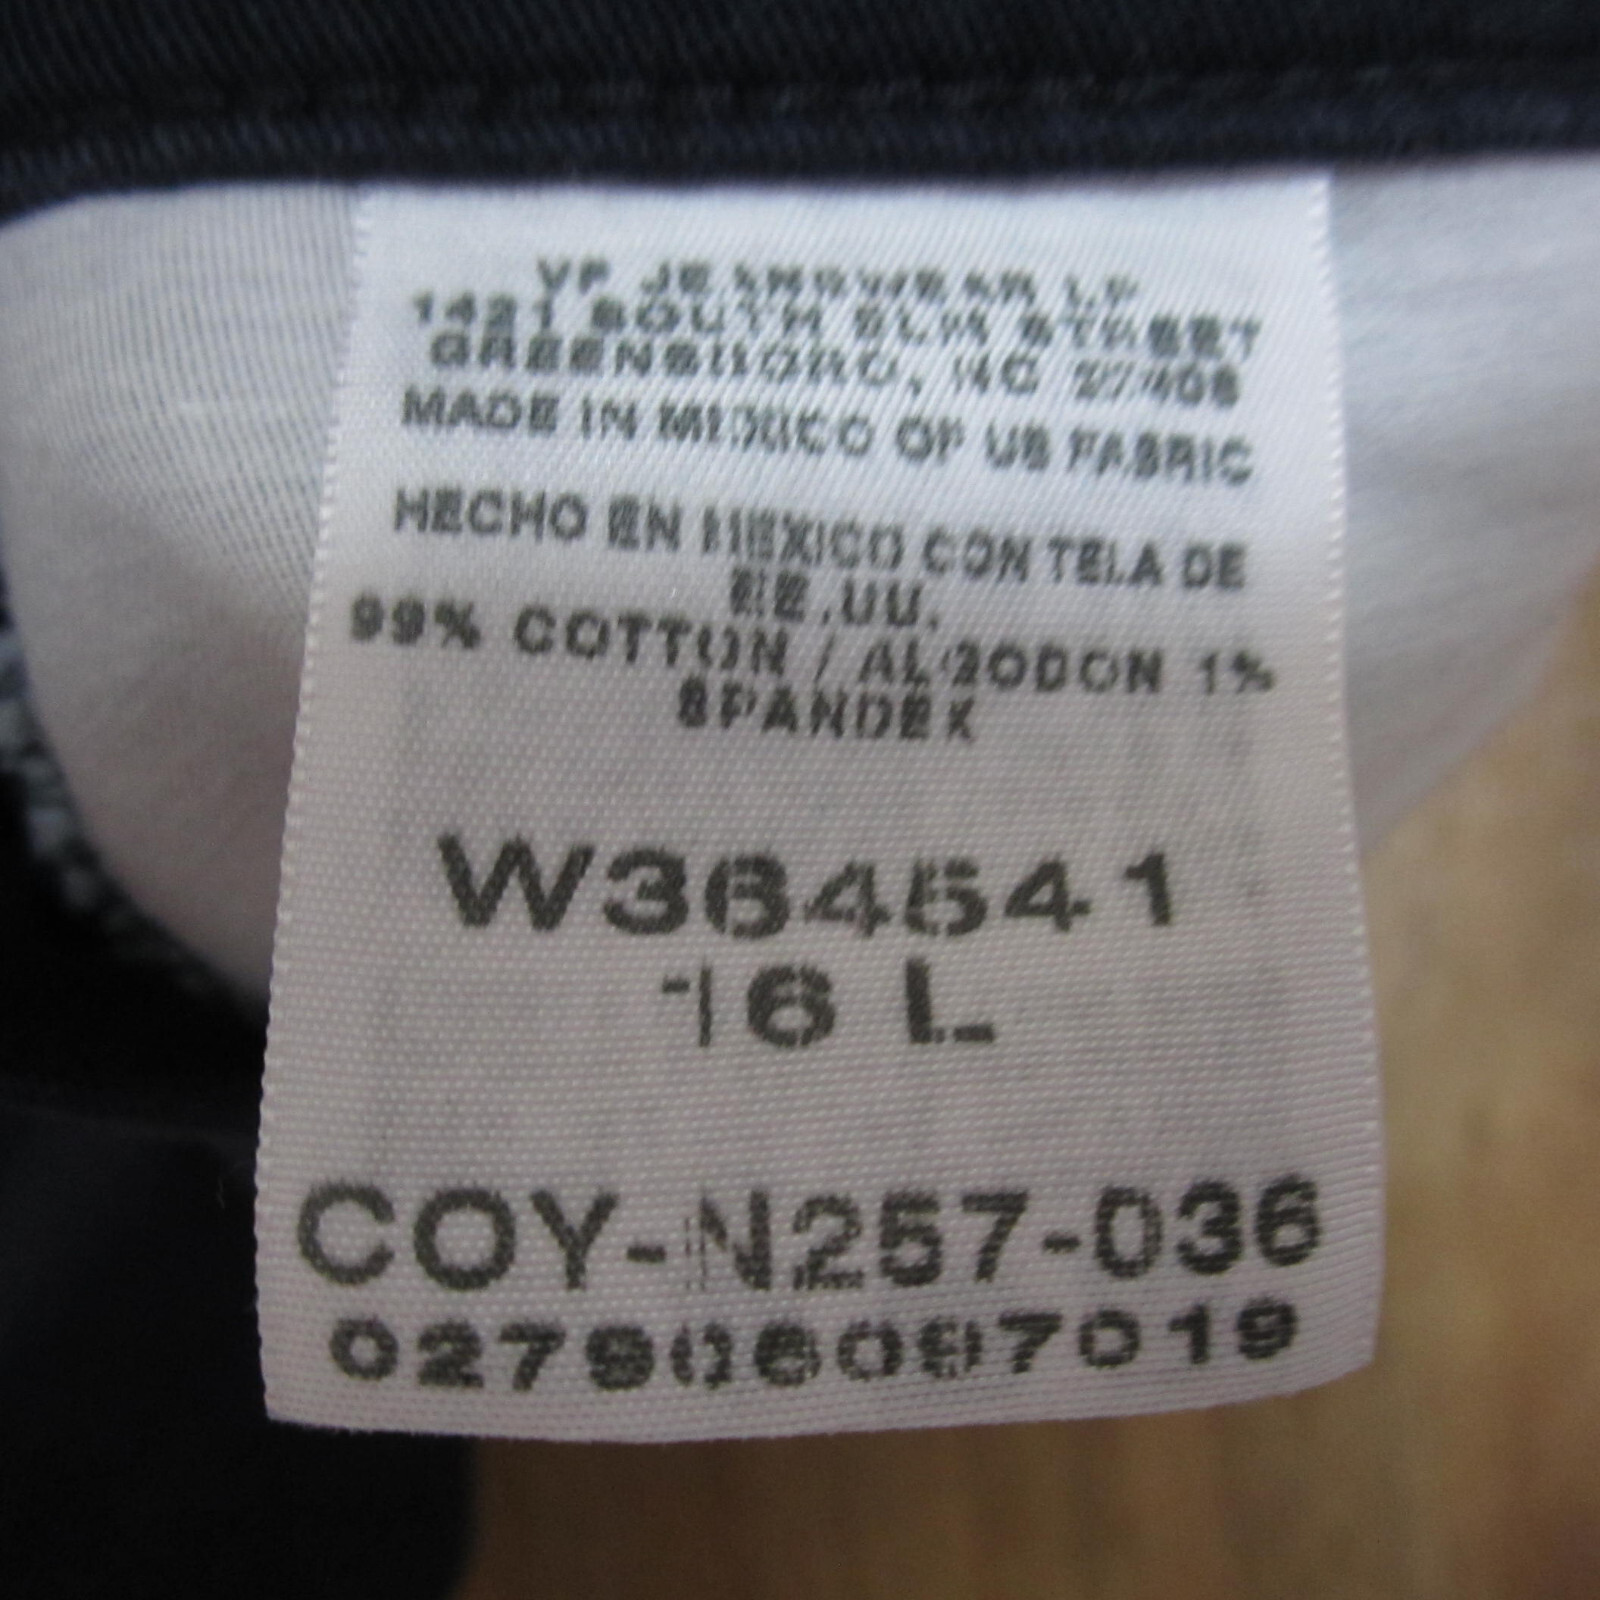 VF JEANSWEAR LP
1421 SOUTH ELM STREET
GREENSBORO, NC 27406
MADE IN MEXICO OF US FABRIC
HECHO EN MEXICO CON TELA DE
EE.UU.
99% COTTON / ALGODON 1%
SPANDEX
W364541
16 L
COY-N257-036